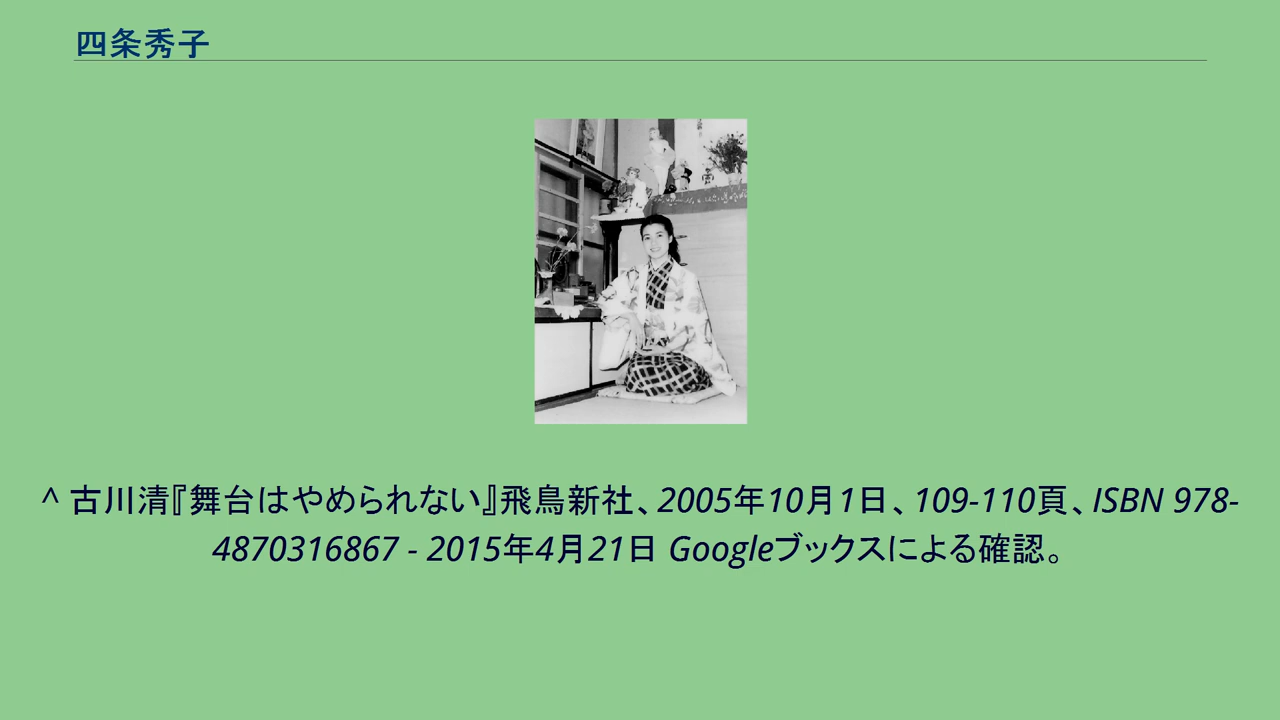 四条秀子
^ 古川清『舞台はやめられない』飛鳥新社、2005年10月1日、109-110頁、ISBN 978-
4870316867 - 2015年4月21日 Googleブックスによる確認。